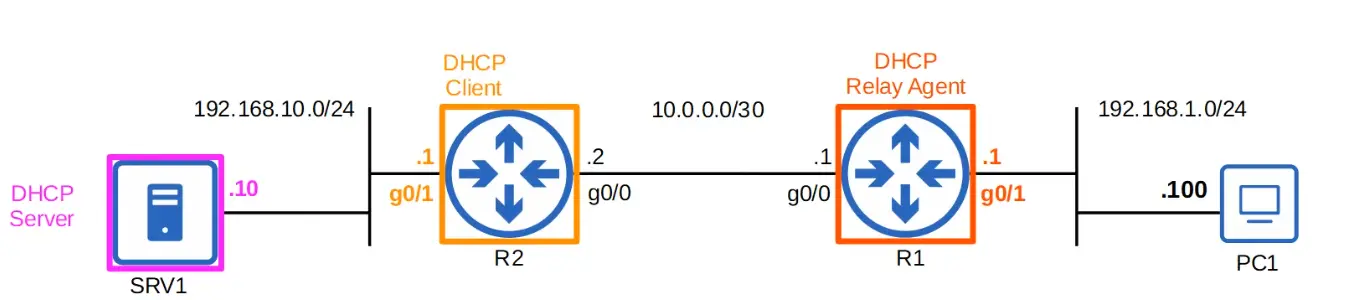 DHCP
Client
DHCP
Relay Agent
192.168.10.0/24
10.0.0.0/30
192.168.1.0/24
.1
.2
.1
.1
DHCP
Server
.10
g0/1
g0/0
g0/0
g0/1
.100
R2
R1
PC1
SRV1